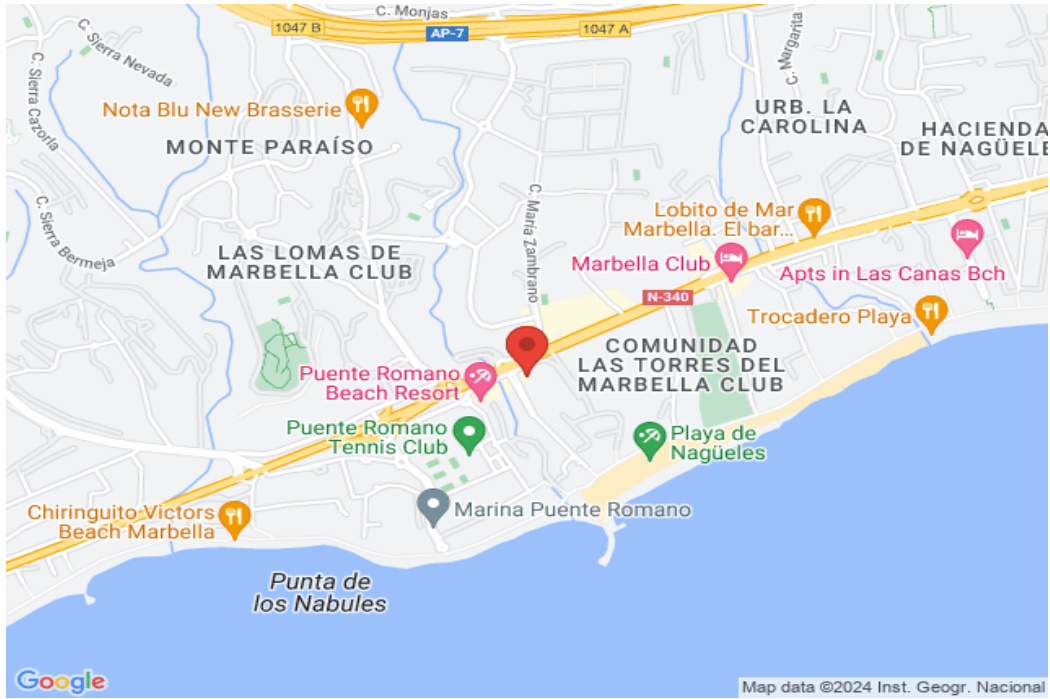 C. Monjas
1047 B
AP-7
1047 A
C. Sierra Nevada
C. Sierra Cazorla
C. Margarita
Nota Blu New Brasserie
MONTE PARAÍSO
URB. LA
CAROLINA
HACIENDA
DE NAGÜELE
C. María Zambrano
C. Sierra Bermeja
Lobito de Mar
Marbella. El bar...
LAS LOMAS DE
MARBELLA CLUB
Marbella Club
Apts in Las Canas Bch
N-340
Trocadero Playa
COMUNIDAD
LAS TORRES DEL
MARBELLA CLUB
Puente Romano
Beach Resort
Puente Romano
Tennis Club
Playa de
Nagüeles
Marina Puente Romano
Chiringuito Victors
Beach Marbella
Punta de
los Nabules
Google
Map data ©2024 Inst. Geogr. Nacional